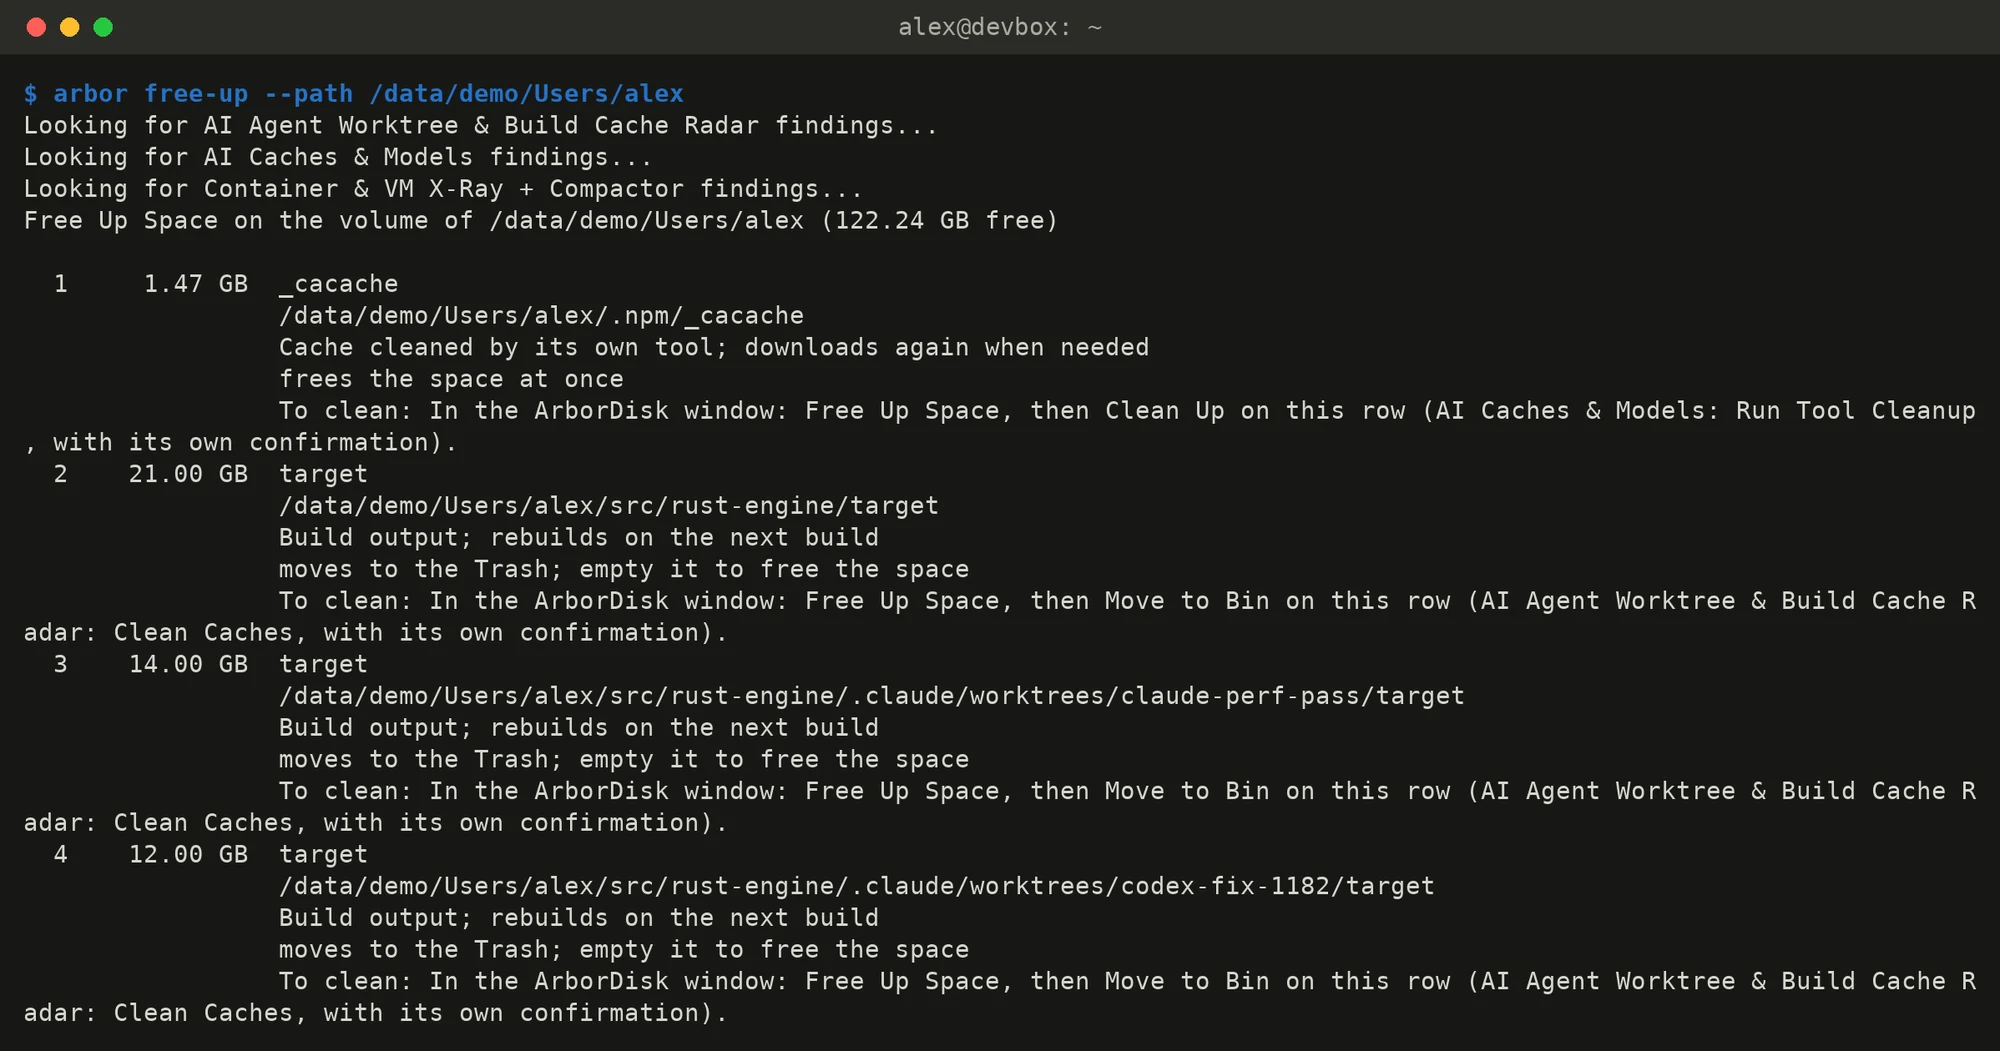 alex@devbox: ~
$ arbor free-up --path /data/demo/Users/alex
Looking for AI Agent Worktree & Build Cache Radar findings...
Looking for AI Caches & Models findings...
Looking for Container & VM X-Ray + Compactor findings...
Free Up Space on the volume of /data/demo/Users/alex (122.24 GB free)
1 1.47 GB _cacache
/data/demo/Users/alex/.npm/_cacache
Cache cleaned by its own tool; downloads again when needed
frees the space at once
To clean: In the ArborDisk window: Free Up Space, then Clean Up on this row (AI Caches & Models: Run Tool Cleanup
, with its own confirmation).
2 21.00 GB target
/data/demo/Users/alex/src/rust-engine/target
Build output; rebuilds on the next build
moves to the Trash; empty it to free the space
To clean: In the ArborDisk window: Free Up Space, then Move to Bin on this row (AI Agent Worktree & Build Cache R
adar: Clean Caches, with its own confirmation).
3 14.00 GB target
/data/demo/Users/alex/src/rust-engine/.claude/worktrees/claude-perf-pass/target
Build output; rebuilds on the next build
moves to the Trash; empty it to free the space
To clean: In the ArborDisk window: Free Up Space, then Move to Bin on this row (AI Agent Worktree & Build Cache R
adar: Clean Caches, with its own confirmation).
4 12.00 GB target
/data/demo/Users/alex/src/rust-engine/.claude/worktrees/codex-fix-1182/target
Build output; rebuilds on the next build
moves to the Trash; empty it to free the space
To clean: In the ArborDisk window: Free Up Space, then Move to Bin on this row (AI Agent Worktree & Build Cache R
adar: Clean Caches, with its own confirmation).